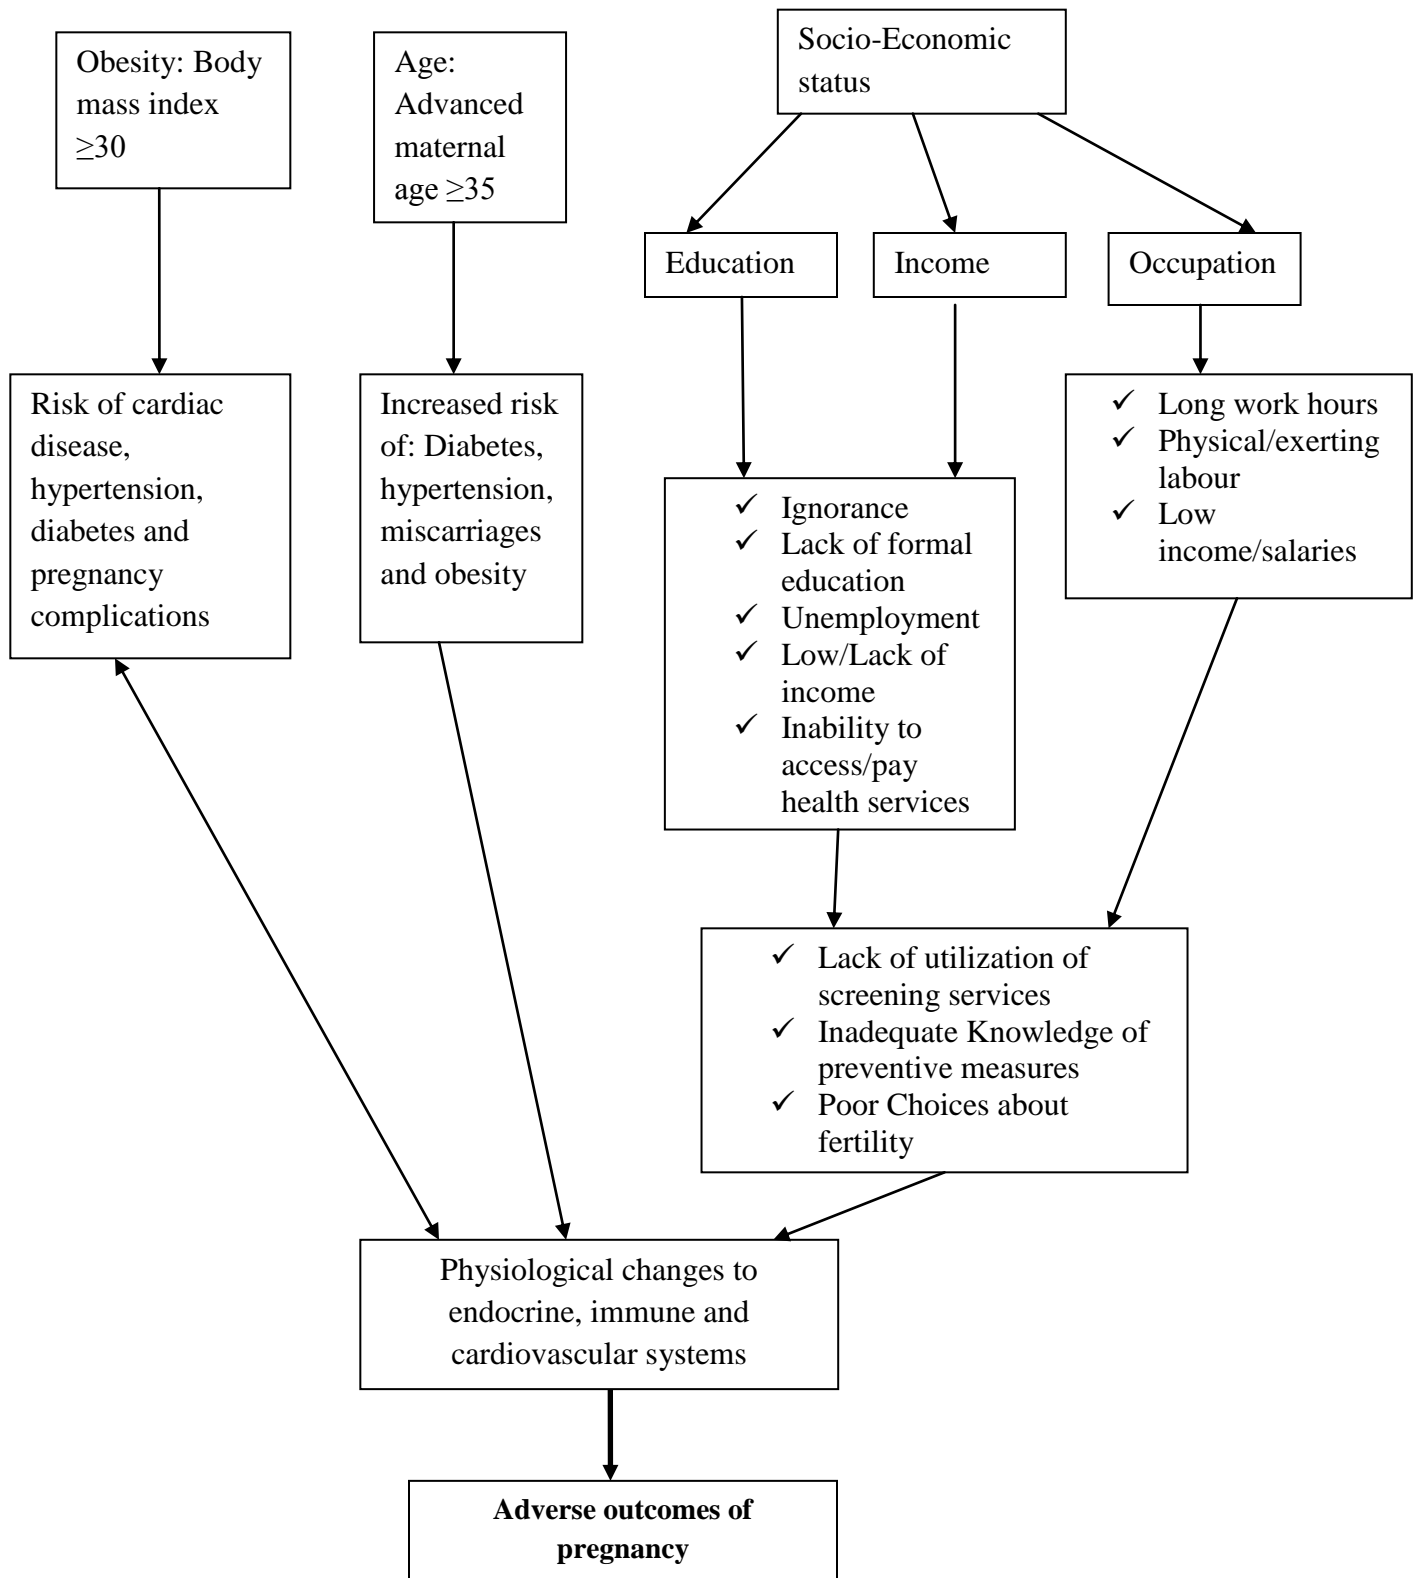 Obesity: Body
mass index
≥30
Age:
Advanced
maternal
age ≥35
Socio-Economic
status
Education
Income
Occupation
Risk of cardiac
disease,
hypertension,
diabetes and
pregnancy
complications
Increased risk
of: Diabetes,
hypertension,
miscarriages
and obesity
✓ Ignorance
✓ Lack of formal
education
✓ Unemployment
✓ Low/Lack of
income
✓ Inability to
access/pay
health services
✓ Long work hours
✓ Physical/exerting
labour
✓ Low
income/salaries
✓ Lack of utilization of
screening services
✓ Inadequate Knowledge of
preventive measures
✓ Poor Choices about
fertility
Physiological changes to
endocrine, immune and
cardiovascular systems
Adverse outcomes of
pregnancy